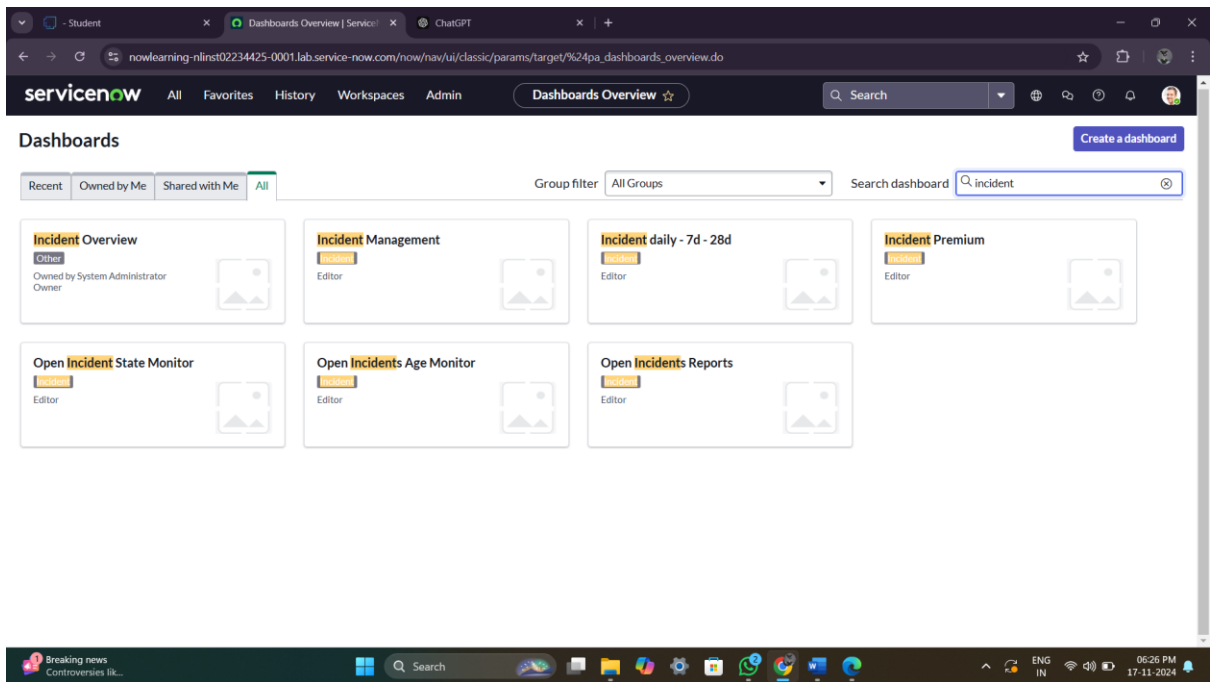 - Student
Dashboards Overview | Service
ChatGPT
nowlearning-nlinst02234425-0001.lab.service-now.com/now/nav/ui/classic/params/target/%24pa_dashboards_overview.do
servicenow All Favorites History Workspaces Admin Dashboards Overview Search
Dashboards
Create a dashboard
Recent Owned by Me Shared with Me All Group filter All Groups Search dashboard incident
Incident Overview
Other
Owned by System Administrator
Owner
Incident Management
Incident
Editor
Incident daily - 7d - 28d
Incident
Editor
Incident Premium
Incident
Editor
Open Incident State Monitor
Incident
Editor
Open Incidents Age Monitor
Incident
Editor
Open Incidents Reports
Incident
Editor
1
Breaking news
Controversies lik...
Search
2
ENG
IN
06:26 PM
17-11-2024